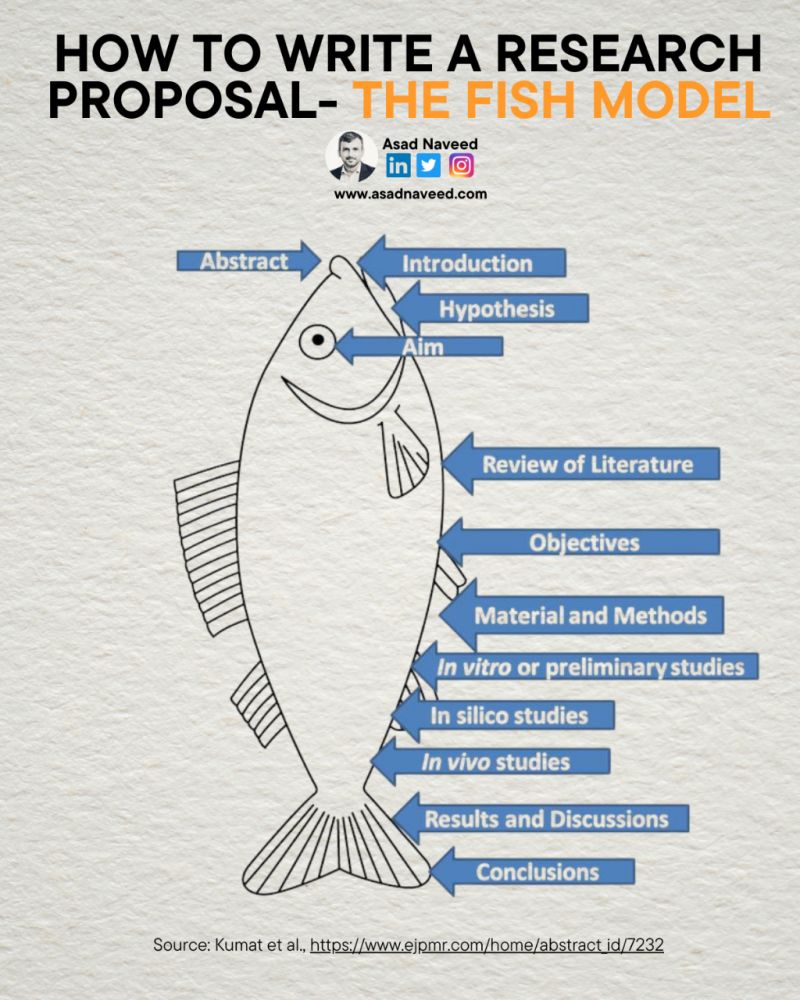 HOW TO WRITE A RESEARCH
PROPOSAL- THE FISH MODEL
Asad Naveed
in
www.asadnaveed.com
Abstract
Introduction
Hypothesis
Aim
Review of Literature
Objectives
Material and Methods
In vitro or preliminary studies
In silico studies
In vivo studies
Results and Discussions
Conclusions
Source: Kumat et al., https://www.ejpmr.com/home/abstract_id/7232